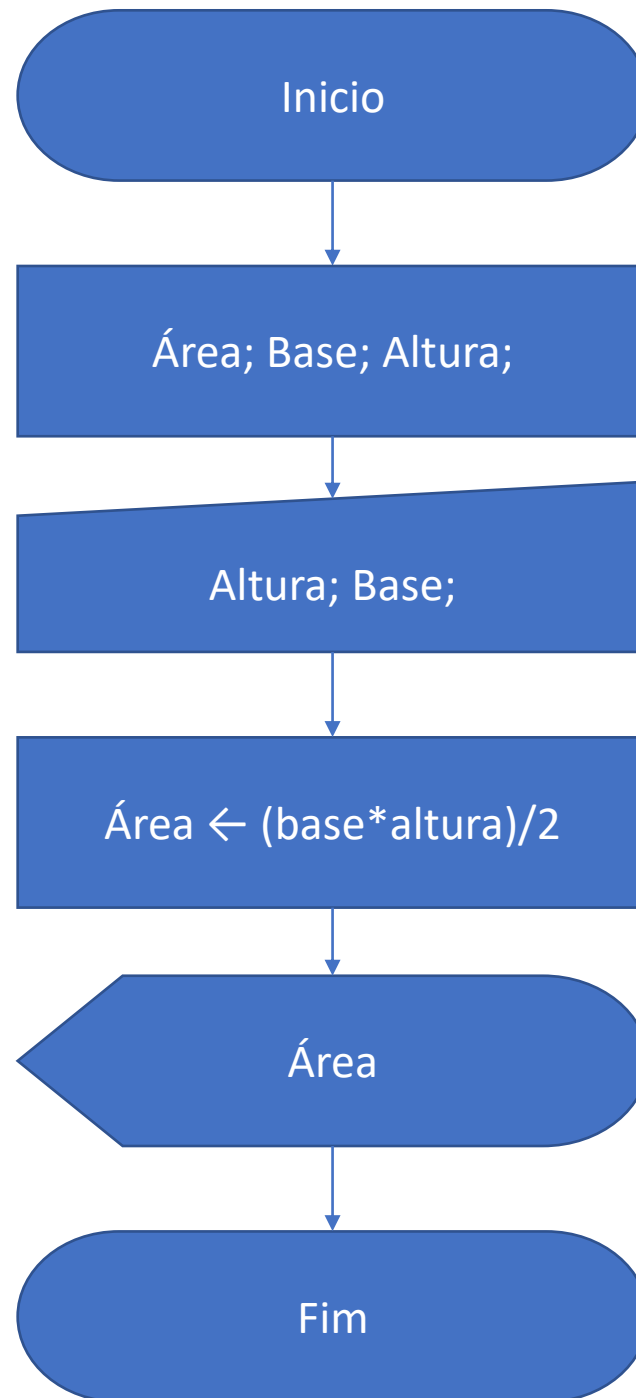 Inicio
Área; Base; Altura;
Altura; Base;
Área ← (base*altura)/2
Área
Fim